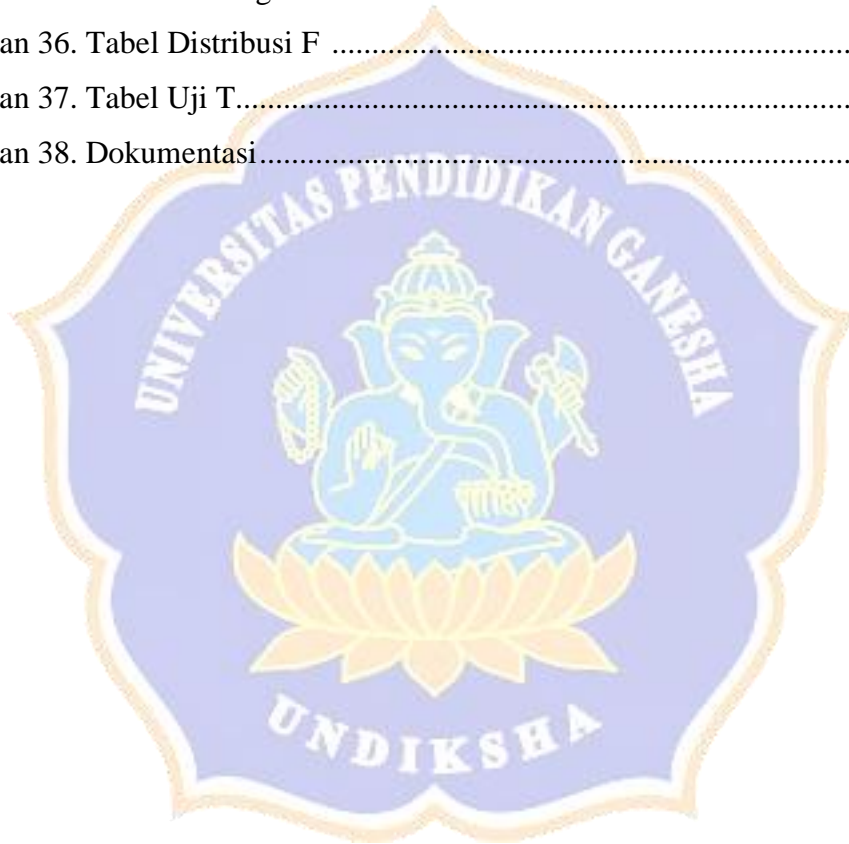 an 36. Tabel Distribusi F ................................................................
an 37. Tabel Uji T............................................................................
an 38. Dokumentasi.........................................................................
UNIVERSITAS PENDIDIKAN GANESHA
UNDIKSHA